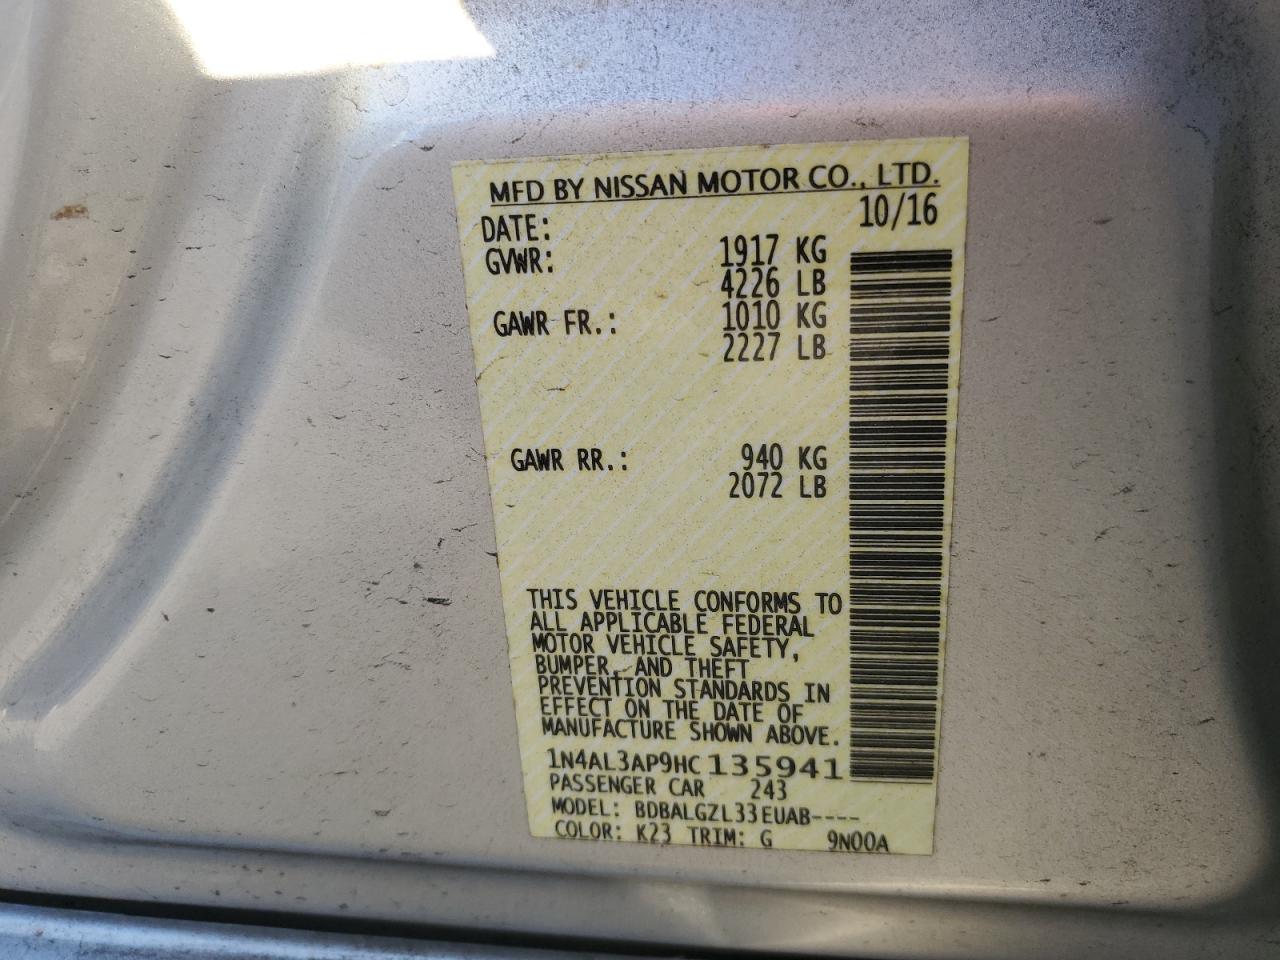 MFD BY NISSAN MOTOR CO., LTD.
DATE: 10/16
GVWR: 1917 KG
4226 LB
GAWR FR.: 1010 KG
2227 LB
GAWR RR.: 940 KG
2072 LB
THIS VEHICLE CONFORMS TO
ALL APPLICABLE FEDERAL
MOTOR VEHICLE SAFETY,
BUMPER, AND THEFT
PREVENTION STANDARDS IN
EFFECT ON THE DATE OF
MANUFACTURE SHOWN ABOVE.
1N4AL3AP9HC135941
PASSENGER CAR 243
MODEL: BDBALGZL33EUAB----
COLOR: K23 TRIM: G 9N00A